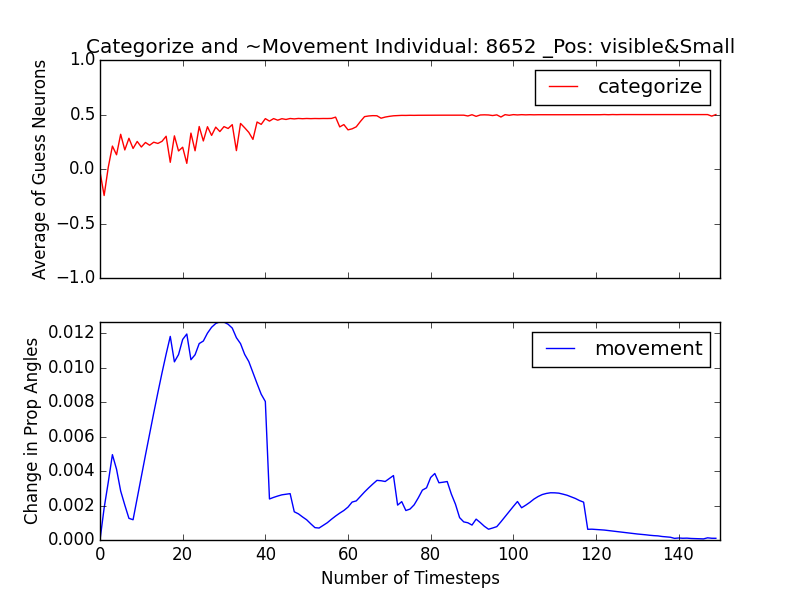 Categorize and ~Movement Individual: 8652 _Pos: visible&Small
1.0
0.5
0.0
−0.5
−1.0
Average of Guess Neurons
categorize
0.012
0.010
0.008
0.006
0.004
0.002
0.000
Change in Prop Angles
movement
0 20 40 60 80 100 120 140
Number of Timesteps